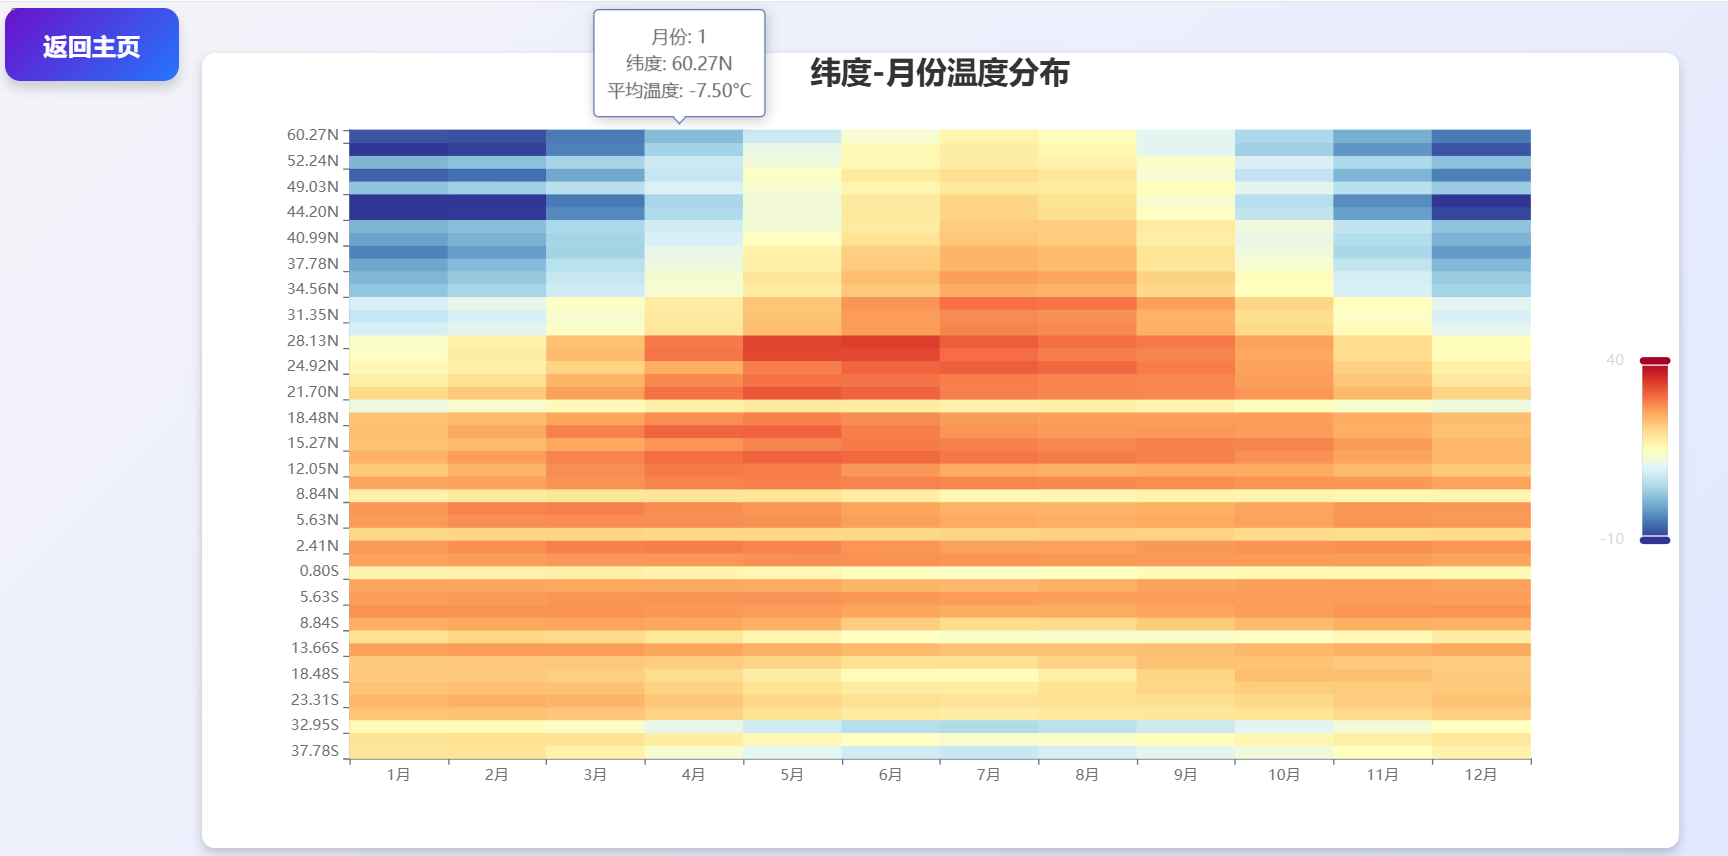 返回主页
月份: 1
纬度: 60.27N
平均温度: -7.50°C
纬度-月份温度分布
60.27N
52.24N
49.03N
44.20N
40.99N
37.78N
34.56N
31.35N
28.13N
24.92N
21.70N
18.48N
15.27N
12.05N
8.84N
5.63N
2.41N
0.80S
5.63S
8.84S
13.66S
18.48S
23.31S
32.95S
37.78S
1月 2月 3月 4月 5月 6月 7月 8月 9月 10月 11月 12月
40
-10